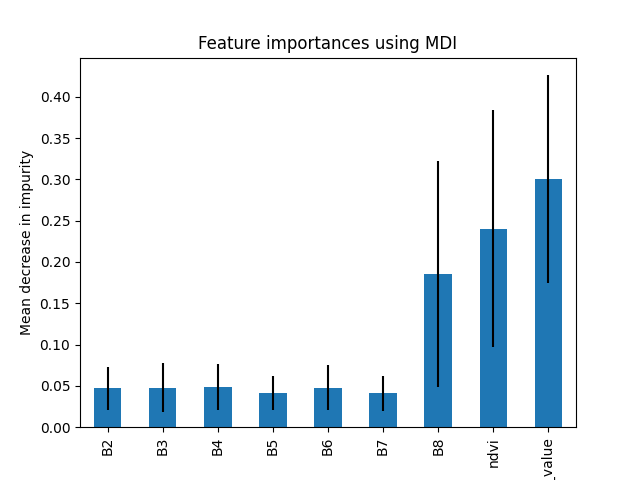 Feature importances using MDI
Mean decrease in impurity
0.40
0.35
0.30
0.25
0.20
0.15
0.10
0.05
0.00
B2
B3
B4
B5
B6
B7
B8
ndvi
_value